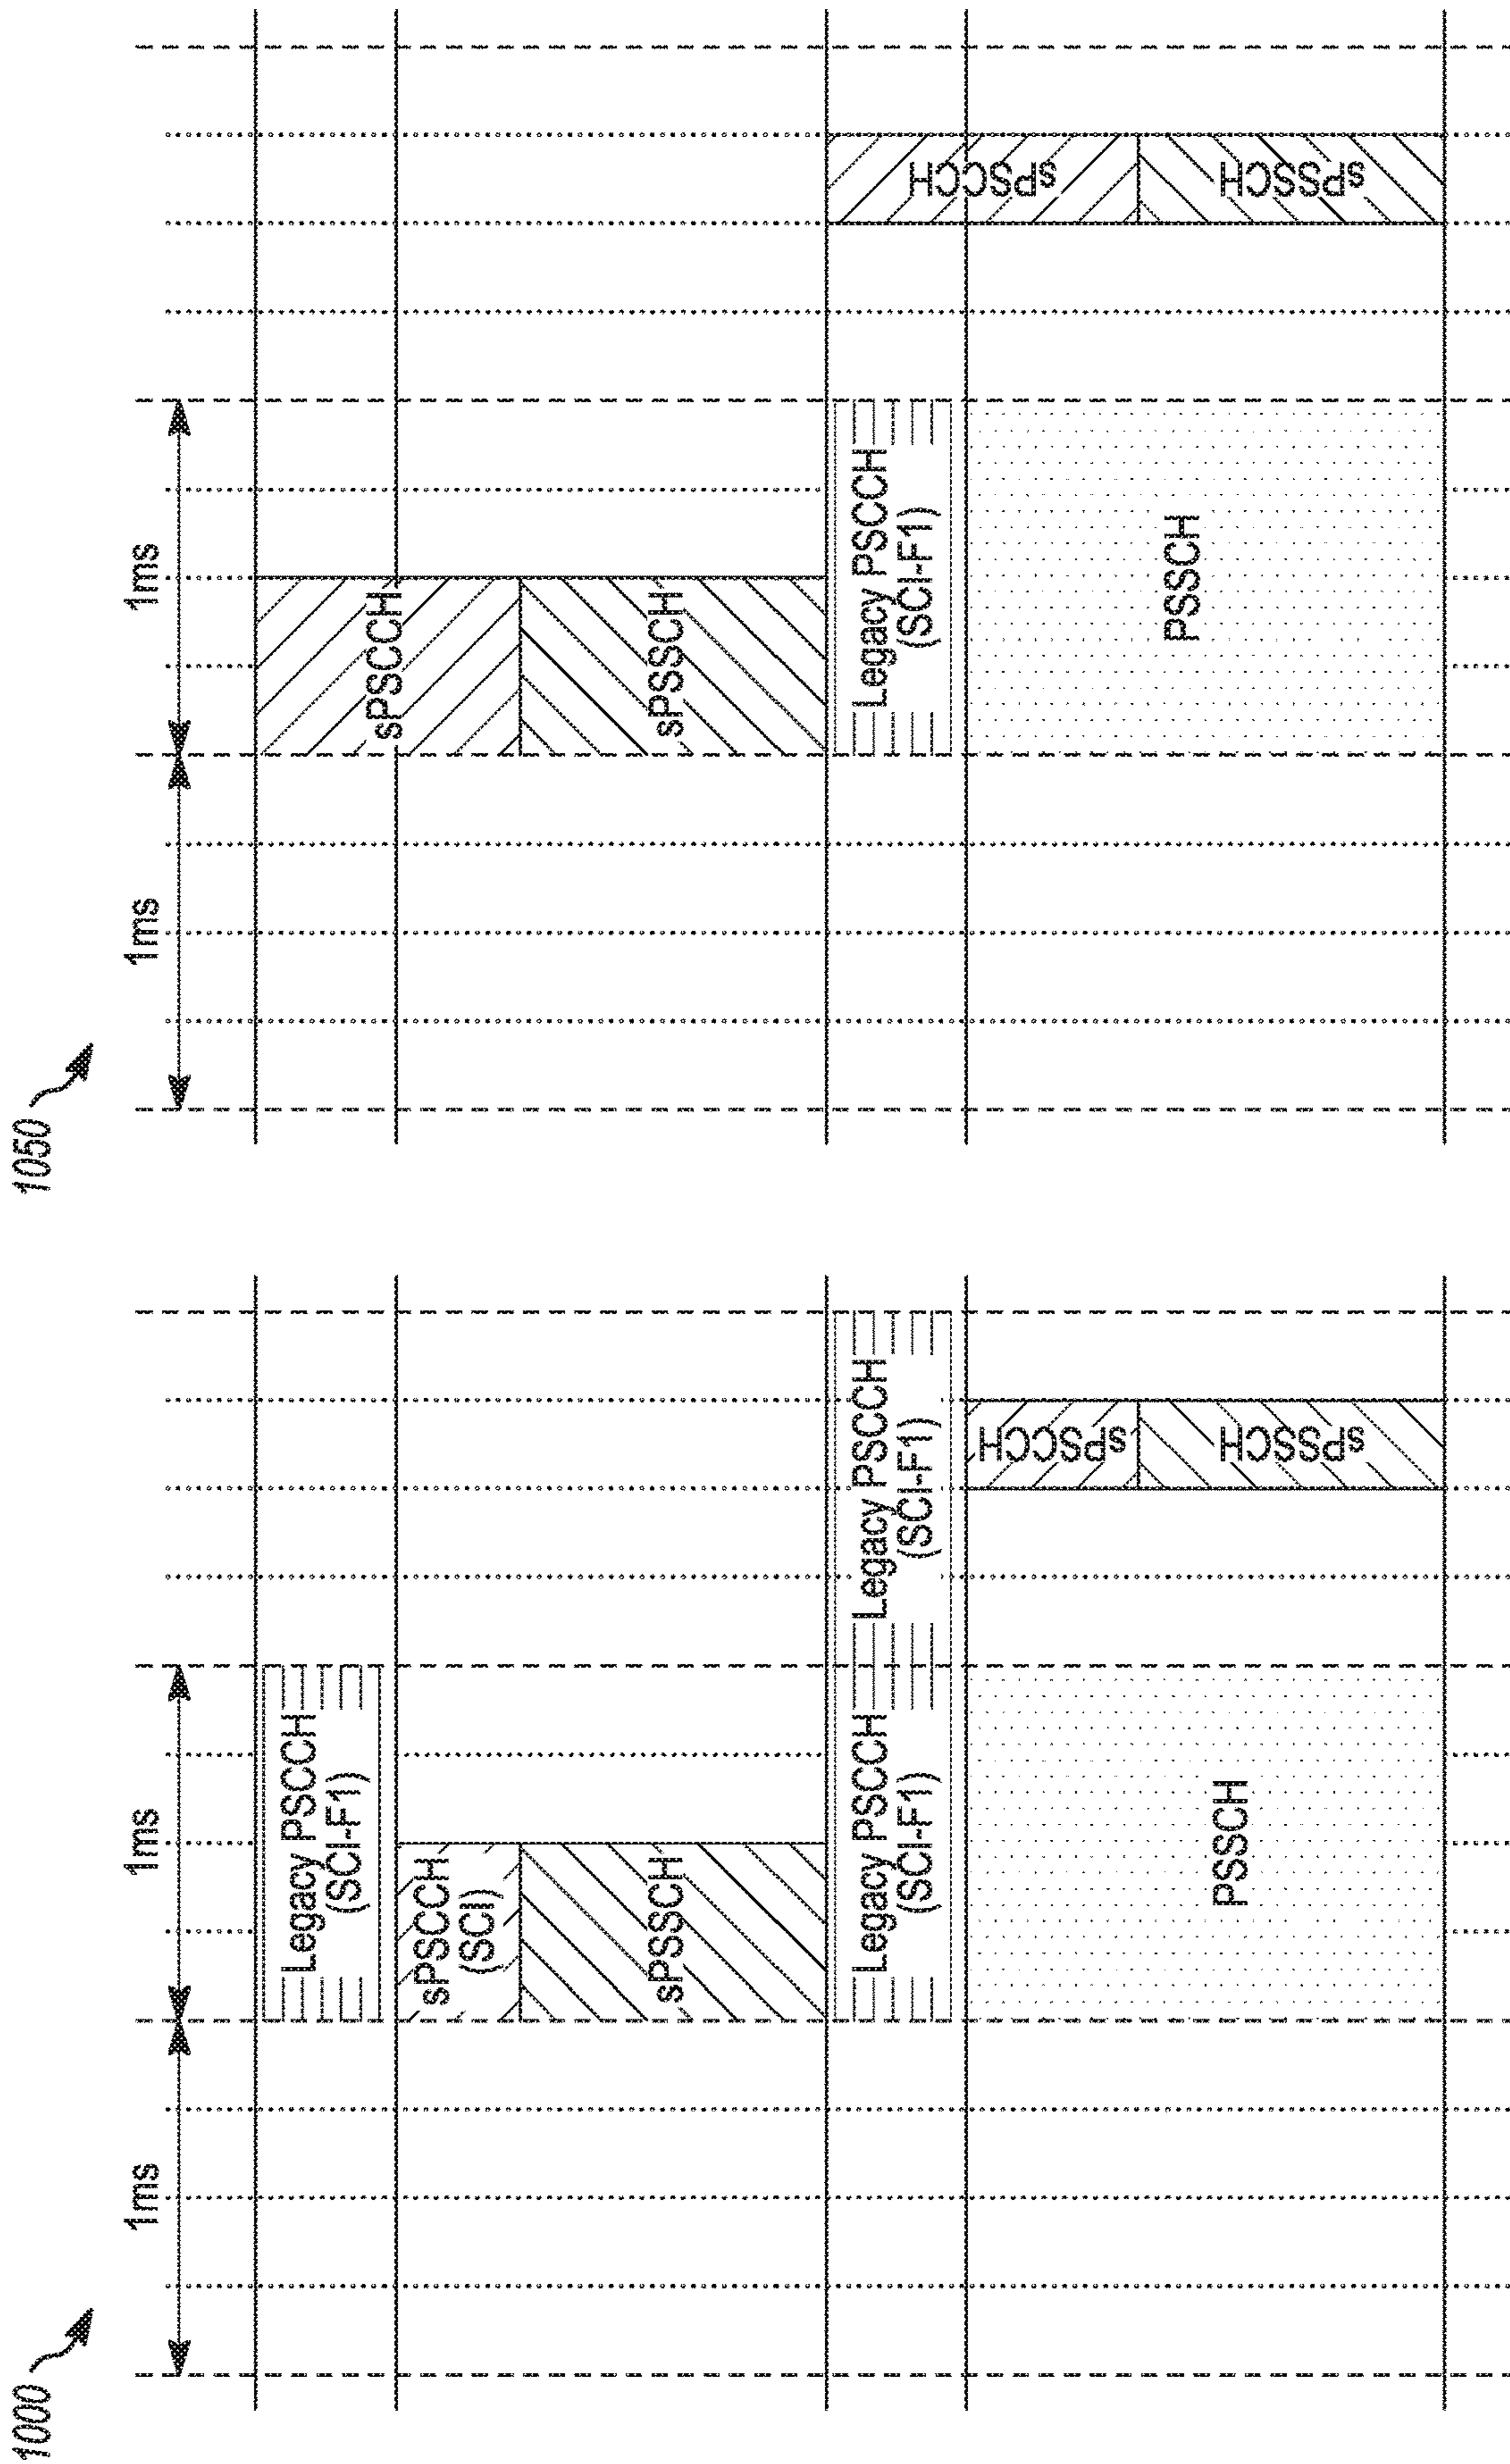 1000
1ms
1ms
Legacy PSCCH
(SCI-F1)
sPSCCH
(SCI)
sPSSCH
Legacy PSCCH
(SCI-F1)
Legacy PSCCH
(SCI-F1)
PSSCH
sPSCCH
sPSSCH
1050
1ms
1ms
sPSCCH
sPSSCH
Legacy PSCCH
(SCI-F1)
PSSCH
sPSCCH
sPSSCH